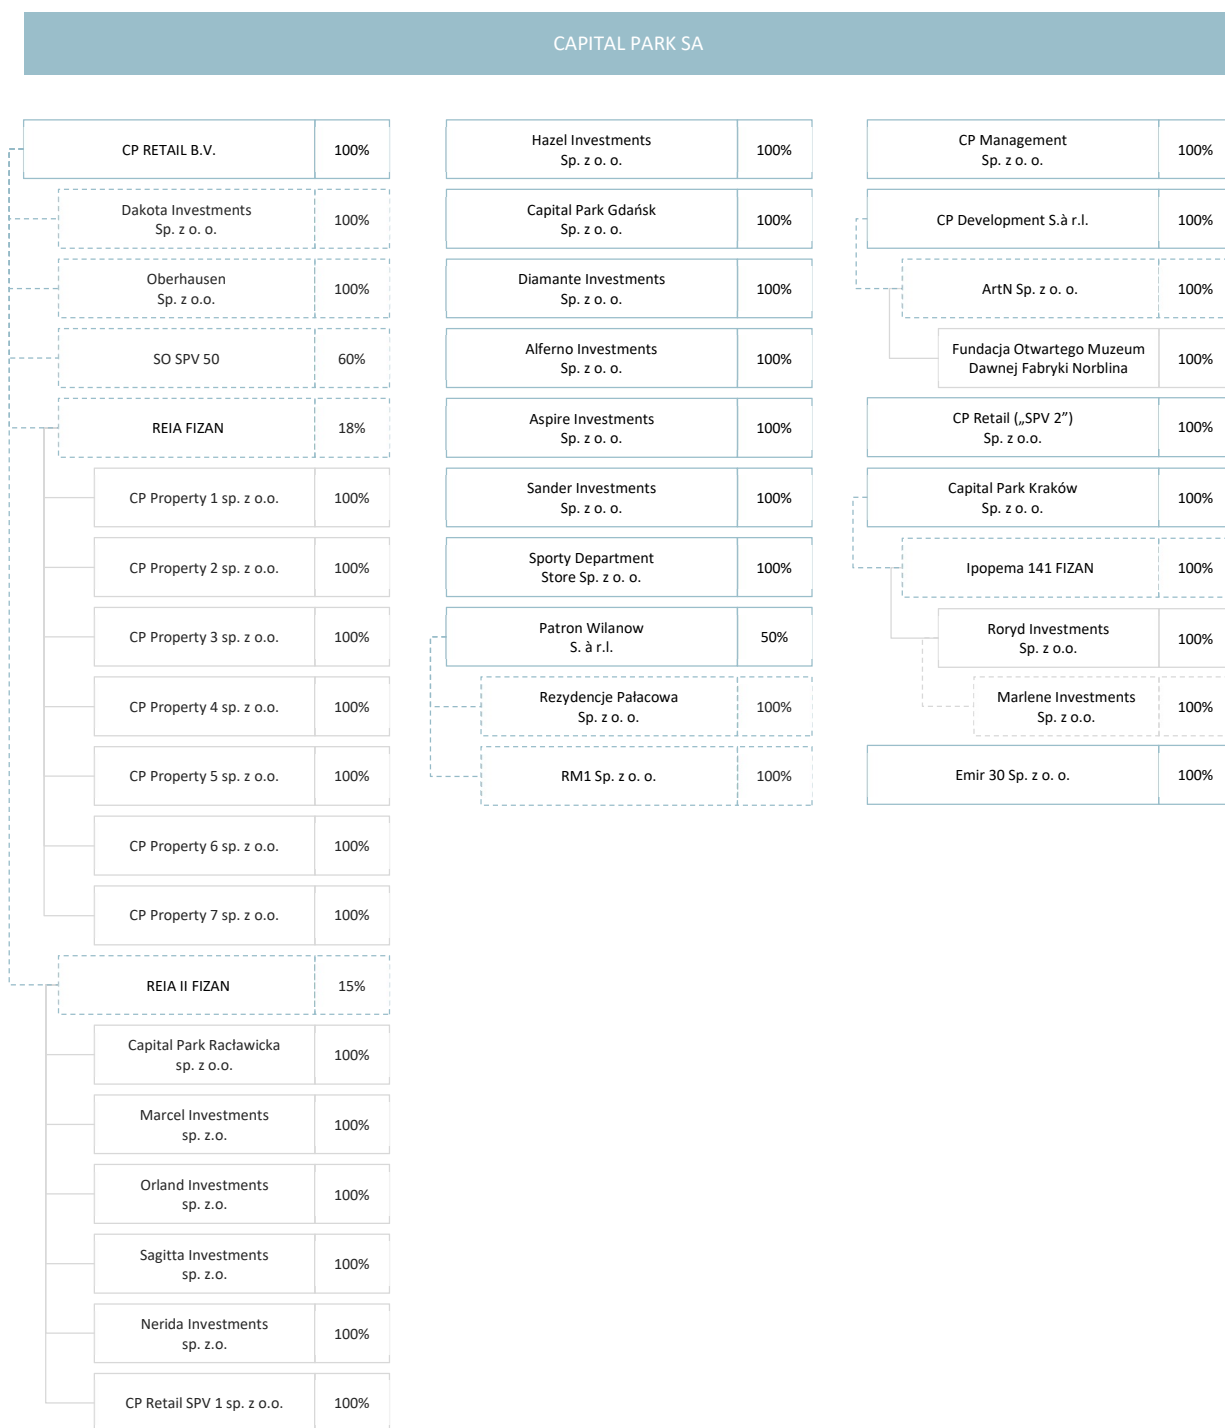 CAPITAL PARK SA
CP RETAIL B.V.
100%
Dakota Investments
Sp. z o. o.
100%
Oberhausen
Sp. z o.o.
100%
SO SPV 50
60%
REIA FIZAN
18%
CP Property 1 sp. z o.o.
100%
CP Property 2 sp. z o.o.
100%
CP Property 3 sp. z o.o.
100%
CP Property 4 sp. z o.o.
100%
CP Property 5 sp. z o.o.
100%
CP Property 6 sp. z o.o.
100%
CP Property 7 sp. z o.o.
100%
REIA II FIZAN
15%
Capital Park Racławicka
sp. z o.o.
100%
Marcel Investments
sp. z.o.
100%
Orland Investments
sp. z.o.
100%
Sagitta Investments
sp. z.o.
100%
Nerida Investments
sp. z.o.
100%
CP Retail SPV 1 sp. z o.o.
100%
Hazel Investments
Sp. z o. o.
100%
Capital Park Gdańsk
Sp. z o. o.
100%
Diamante Investments
Sp. z o. o.
100%
Alferno Investments
Sp. z o. o.
100%
Aspire Investments
Sp. z o. o.
100%
Sander Investments
Sp. z o. o.
100%
Sporty Department
Store Sp. z o. o.
100%
Patron Wilanow
S. à r.l.
50%
Rezydencje Pałacowa
Sp. z o. o.
100%
RM1 Sp. z o. o.
100%
CP Management
Sp. z o. o.
100%
CP Development S.à r.l.
100%
ArtN Sp. z o. o.
100%
Fundacja Otwartego Muzeum
Dawnej Fabryki Norblina
100%
CP Retail („SPV 2”)
Sp. z o.o.
100%
Capital Park Kraków
Sp. z o. o.
100%
Ipopema 141 FIZAN
100%
Roryd Investments
Sp. z o.o.
100%
Marlene Investments
Sp. z o.o.
100%
Emir 30 Sp. z o. o.
100%